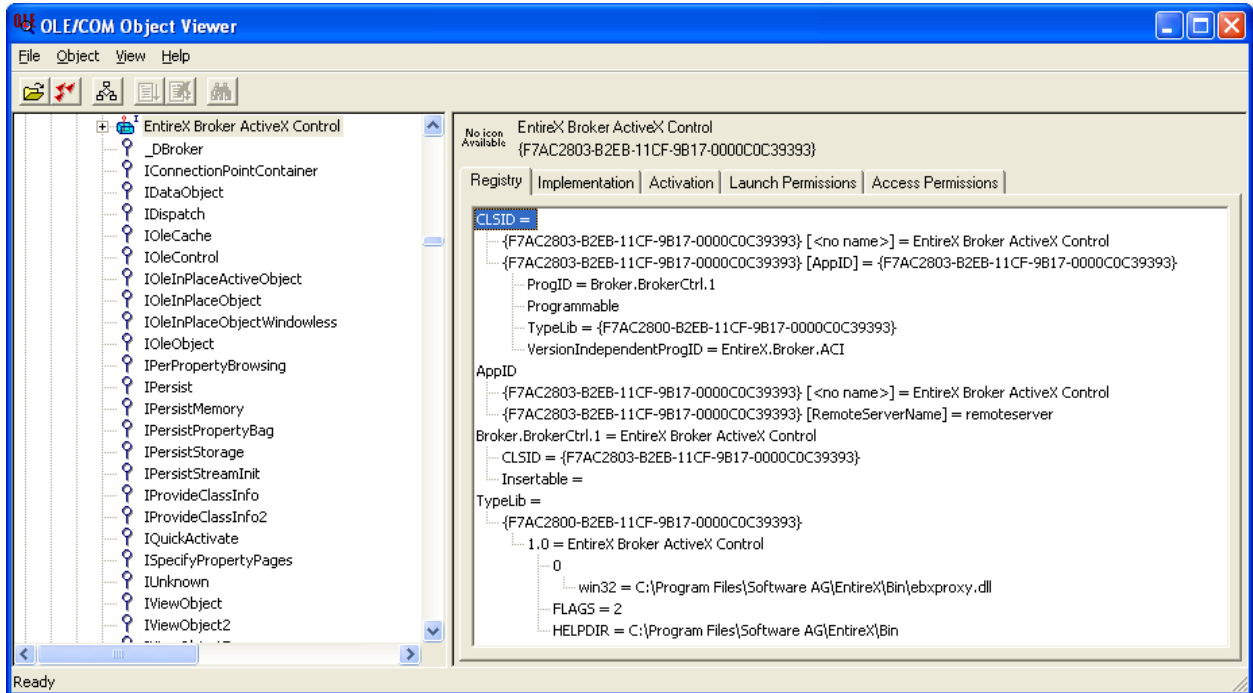 OLE/COM Object Viewer
File Object View Help
EntireX Broker ActiveX Control
_DBroker
IConnectionPointContainer
IDataObject
IDispatch
IOleCache
IOleControl
IOleInPlaceActiveObject
IOleInPlaceObject
IOleInPlaceObjectWindowless
IOleObject
IPerPropertyBrowsing
IPersist
IPersistMemory
IPersistPropertyBag
IPersistStorage
IPersistStreamInit
IProvideClassInfo
IProvideClassInfo2
IQuickActivate
ISpecifyPropertyPages
IUnknown
IViewObject
IViewObject2
No icon Available
EntireX Broker ActiveX Control
{F7AC2803-B2EB-11CF-9B17-0000C0C39393}
Registry Implementation Activation Launch Permissions Access Permissions
CLSID =
{F7AC2803-B2EB-11CF-9B17-0000C0C39393} [<no name>] = EntireX Broker ActiveX Control
{F7AC2803-B2EB-11CF-9B17-0000C0C39393} [AppID] = {F7AC2803-B2EB-11CF-9B17-0000C0C39393}
ProgID = Broker.BrokerCtrl.1
Programmable
TypeLib = {F7AC2800-B2EB-11CF-9B17-0000C0C39393}
VersionIndependentProgID = EntireX.Broker.ACI
AppID
{F7AC2803-B2EB-11CF-9B17-0000C0C39393} [<no name>] = EntireX Broker ActiveX Control
{F7AC2803-B2EB-11CF-9B17-0000C0C39393} [RemoteServerName] = remoteserver
Broker.BrokerCtrl.1 = EntireX Broker ActiveX Control
CLSID = {F7AC2803-B2EB-11CF-9B17-0000C0C39393}
Insertable =
TypeLib =
{F7AC2800-B2EB-11CF-9B17-0000C0C39393}
1.0 = EntireX Broker ActiveX Control
0
win32 = C:\Program Files\Software AG\EntireX\Bin\ebxproxy.dll
FLAGS = 2
HELPDIR = C:\Program Files\Software AG\EntireX\Bin
Ready